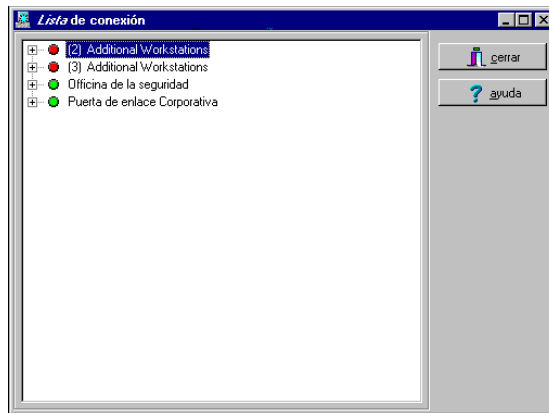 Lista de conexión
(2) Additional Workstations
(3) Additional Workstations
Officina de la seguridad
Puerta de enlace Corporativa
cerrar
ayuda